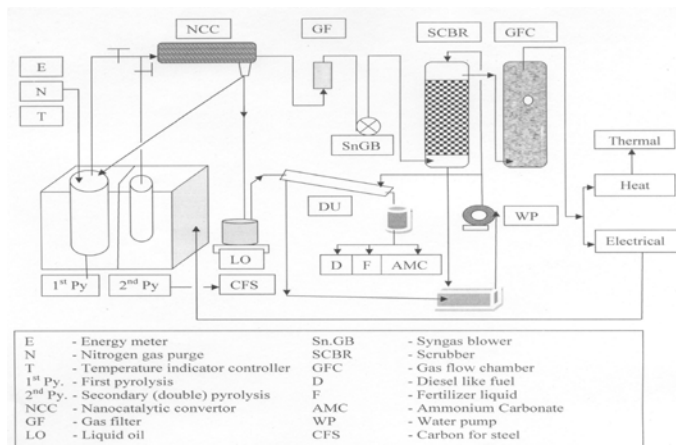 NCC
GF
SCBR
GFC
E
N
T
SnGB
Thermal
Heat
Electrical
DU
WP
LO
D F AMC
1st Py
2nd Py
CFS
E - Energy meter
N - Nitrogen gas purge
T - Temperature indicator controller
1st Py. - First pyrolysis
2nd Py. - Secondary (double) pyrolysis
NCC - Nanocatalytic convertor
GF - Gas filter
LO - Liquid oil
Sn.GB - Syngas blower
SCBR - Scrubber
GFC - Gas flow chamber
D - Diesel like fuel
F - Fertilizer liquid
AMC - Ammonium Carbonate
WP - Water pump
CFS - Carbon for steel